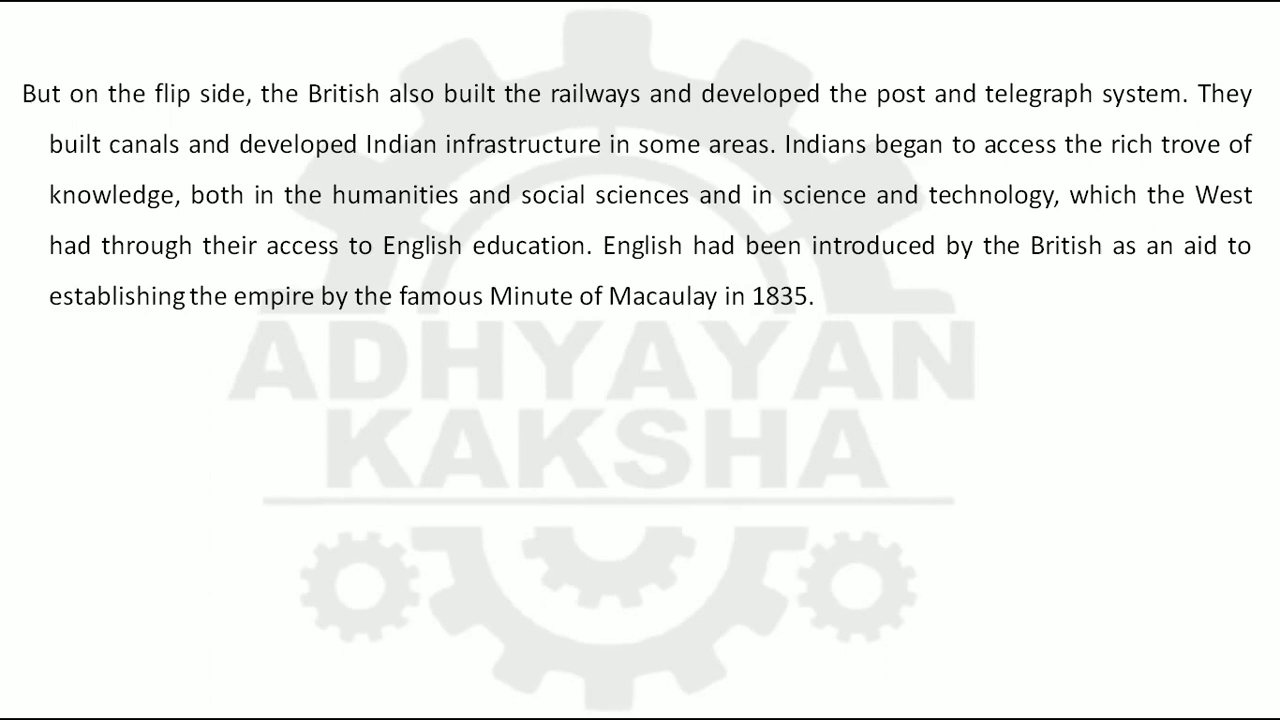 But on the flip side, the British also built the railways and developed the post and telegraph system. They
built canals and developed Indian infrastructure in some areas. Indians began to access the rich trove of
knowledge, both in the humanities and social sciences and in science and technology, which the West
had through their access to English education. English had been introduced by the British as an aid to
establishing the empire by the famous Minute of Macaulay in 1835.
ADHYAYAN
KAKSHA